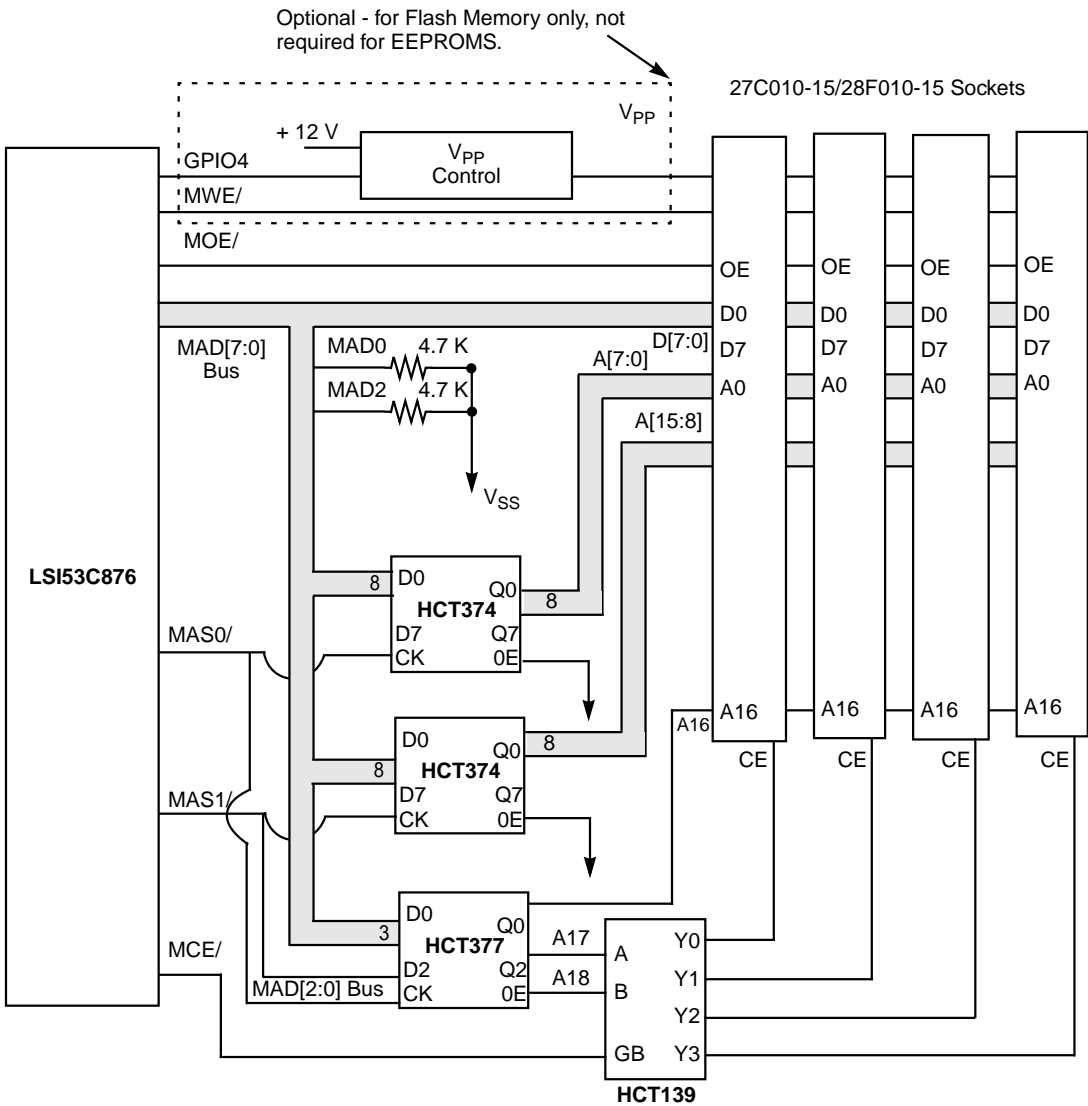 Optional - for Flash Memory only, not
required for EEPROMS.
27C010-15/28F010-15 Sockets
VPP
+ 12 V
VPP
Control
GPIO4
MWE/
MOE/
OE
OE
OE
OE
D0
D0
D0
D0
MAD[7:0]
Bus
MAD0
4.7 K
D[7:0]
D7
D7
D7
D7
A[7:0]
MAD2
4.7 K
A0
A0
A0
A0
A[15:8]
VSS
LSI53C876
8
D0
Q0
8
HCT374
D7
Q7
CK
0E
MAS0/
A16
A16
A16
A16
A16
D0
Q0
8
8
HCT374
D7
Q7
CK
0E
MAS1/
CE
CE
CE
CE
D0
Q0
3
HCT377
D2
Q2
CK
0E
MAD[2:0] Bus
MCE/
A17
A18
A
B
GB
Y0
Y1
Y2
Y3
HCT139